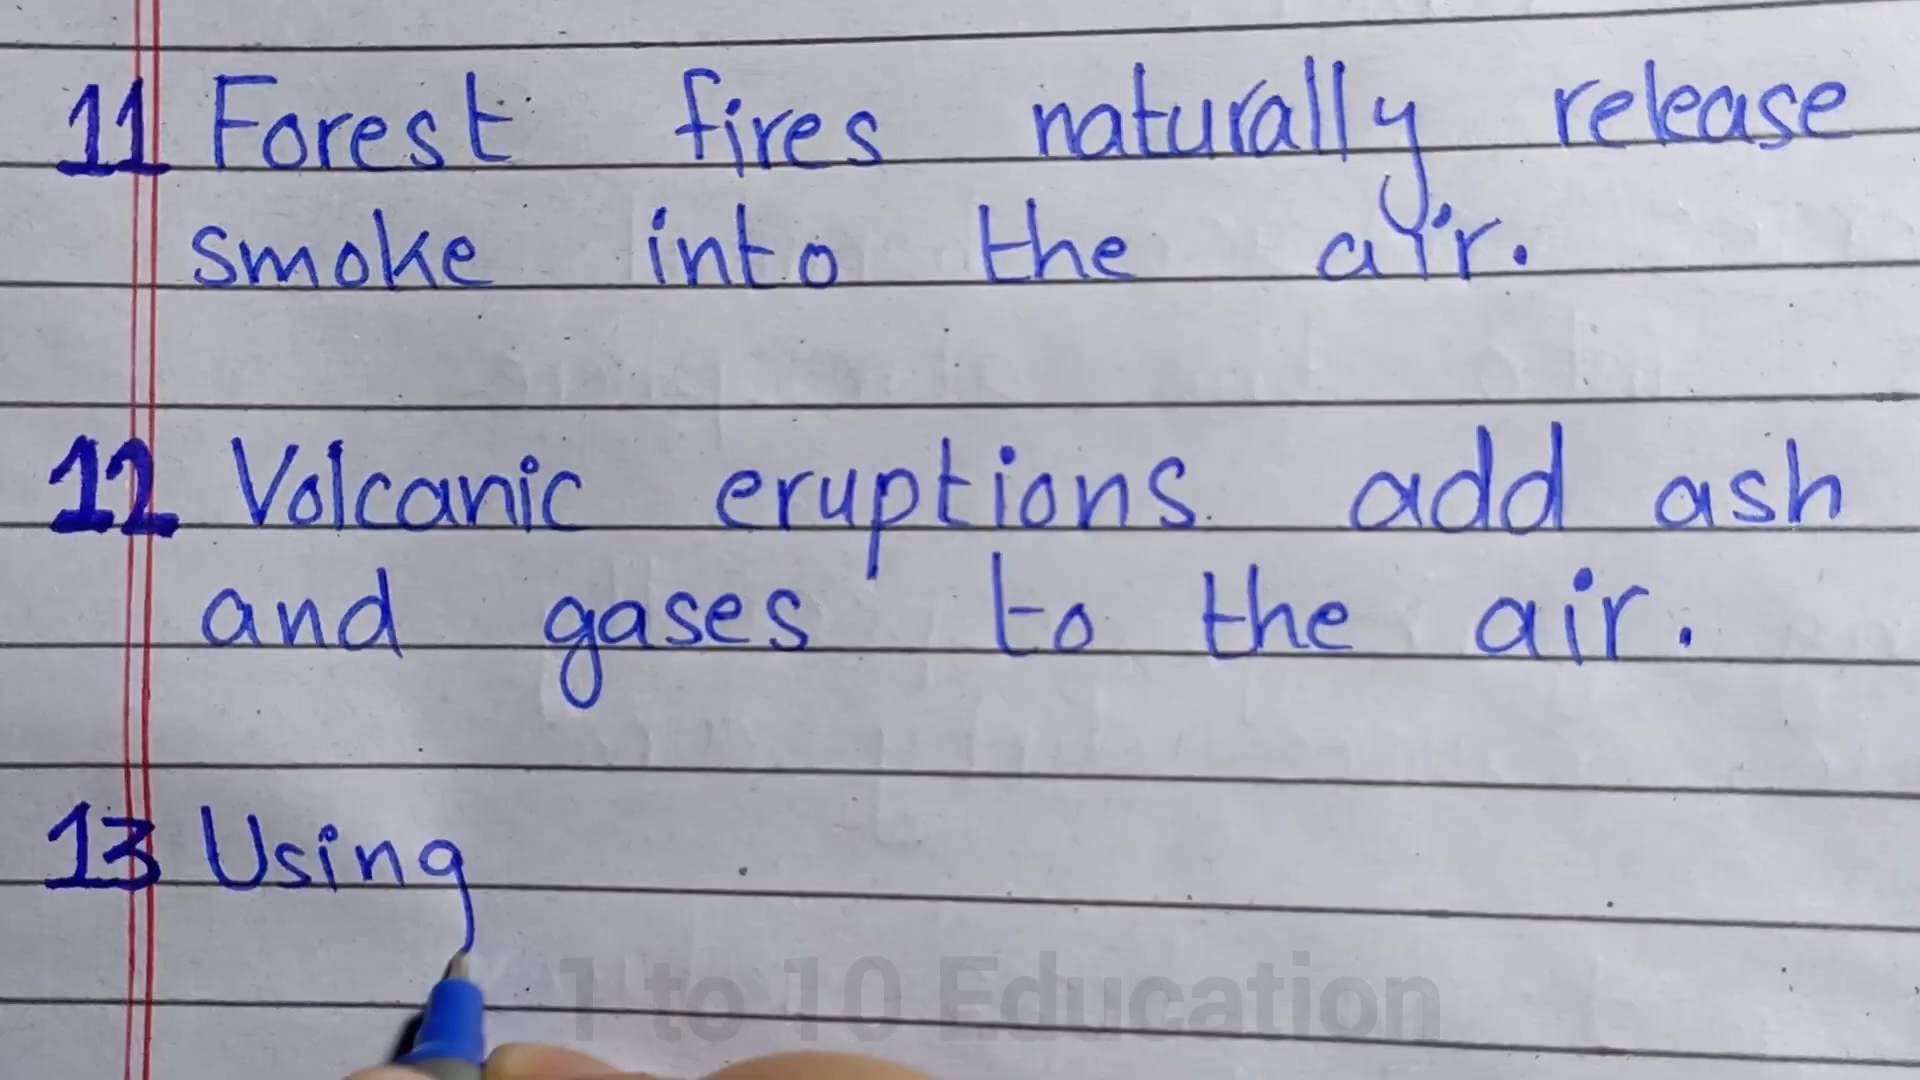 11 Forest fires naturally release
smoke into the air.
12 Volcanic eruptions add ash
and gases to the air.
13 Using
1 to 10 Education